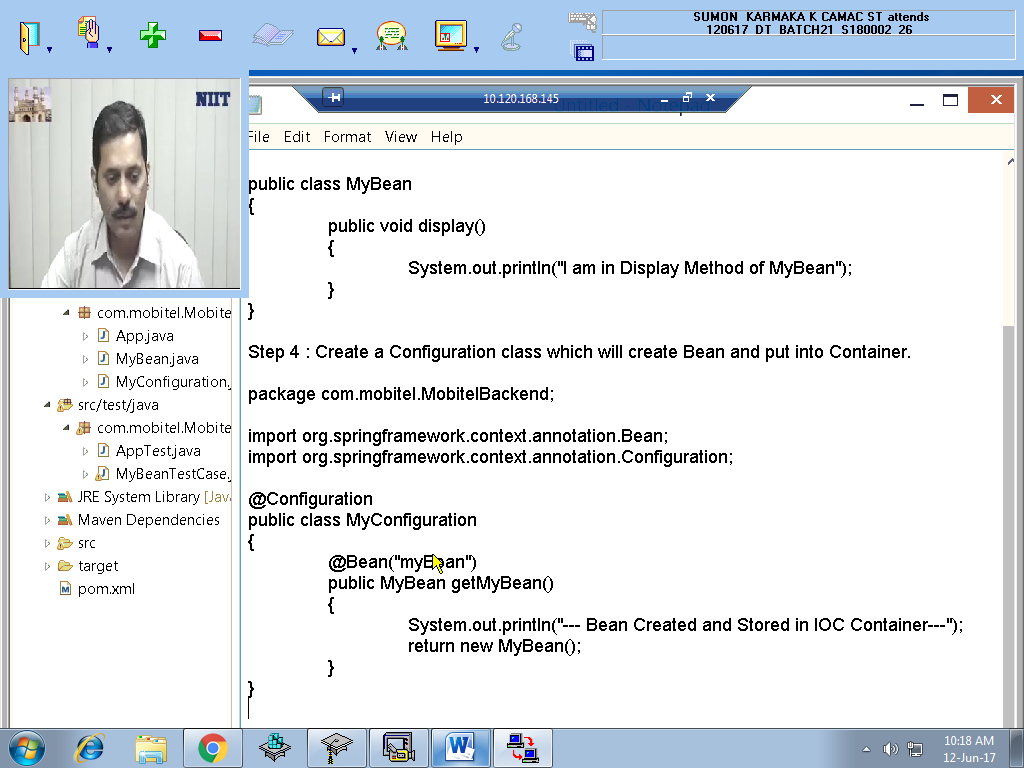 SUMON KARMAKA K CAMAC ST attends
120617 DT BATCH21 S180002 26
NIIT
10.120.168.145
Untitled - Notepad
File Edit Format View Help
public class MyBean
{
public void display()
{
System.out.println("I am in Display Method of MyBean");
}
}
Step 4 : Create a Configuration class which will create Bean and put into Container.
package com.mobitel.MobitelBackend;
import org.springframework.context.annotation.Bean;
import org.springframework.context.annotation.Configuration;
@Configuration
public class MyConfiguration
{
@Bean("myBean")
public MyBean getMyBean()
{
System.out.println("--- Bean Created and Stored in IOC Container---");
return new MyBean();
}
}
com.mobitel.Mobite
App.java
MyBean.java
MyConfiguration.
src/test/java
com.mobitel.Mobite
AppTest.java
MyBeanTestCase.
JRE System Library [Java
Maven Dependencies
src
target
pom.xml
10:18 AM
12-Jun-17